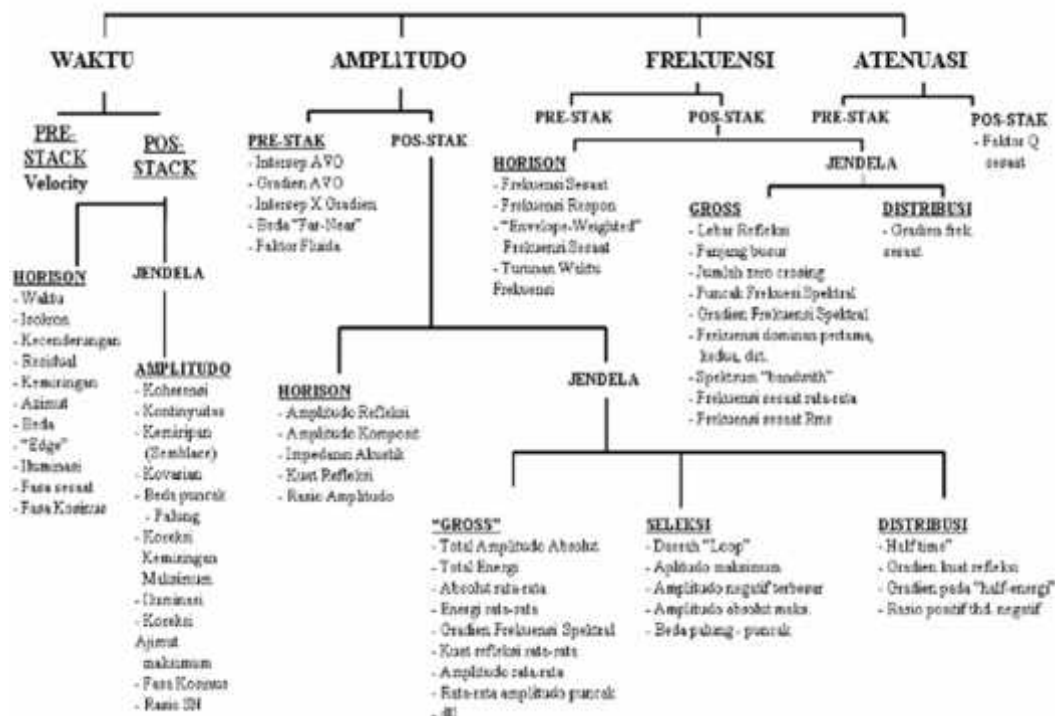 WAKTU
AMPLITUDO
FREKUENSI
ATENUASI
PRE-
STACK
Velocity
POS-
STACK
HORISON
- Waktu
- Isokron
- Kecenderungan
- Residual
- Kemiringan
- Azimut
- Beda
- "Edge"
- Iluminasi
- Fasa sesaat
- Fasa Kosinus
JENDELA
AMPLITUDO
- Koherensi
- Kontinyuitas
- Kemiripan
(Semblace)
- Kovarian
- Beda puncak
- Palung
- Koreksi
Kemiringan
Maksimum
- Iluminasi
- Koreksi
Ajimut
maksimum
- Fasa Kosinus
- Rasio SN
PRE-STAK
- Intersep AVO
- Gradien AVO
- Intersep X Gradien
- Beda "Far-Near"
- Faktor Fluida
POS-STAK
HORISON
- Amplitudo Refleksi
- Amplitudo Komposit
- Impedansi Akustik
- Kuat Refleksi
- Rasio Amplitudo
JENDELA
"GROSS"
- Total Amplitudo Absolut
- Total Energi
- Absolut rata-rata
- Energi rata-rata
- Gradien Frekuensi Spektral
- Kuat refleksi rata-rata
- Amplitudo rata-rata
- Rata-rata amplitudo puncak
- dll
SELEKSI
- Daerah "Loop"
- Aplitudo maksimum
- Amplitudo negatif terbesar
- Amplitudo absolut maks.
- Beda palung - puncak
DISTRIBUSI
- Half time"
- Gradien kuat refleksi
- Gradien pada "half-energi"
- Rasio positif thd. negatif
PRE-STAK
POS-STAK
HORISON
- Frekuensi Sesaat
- Frekuensi Respon
- "Envelope-Weighted"
Frekuensi Sesaat
- Turunan Waktu
Frekuensi
JENDELA
GROSS
- Lebar Refleksi
- Panjang busur
- Jumlah zero crosing
- Puncak Frekuesi Spektral
- Gradien Frekuensi Spektral
- Frekuensi dominan pertama,
kedua, dst.
- Spektrum "bandwith"
- Frekuensi sesaat rata-rata
- Frekuensi sesaat Rms
DISTRIBUSI
- Gradien frek.
sesaat
PRE-STAK
POS-STAK
- Faktor Q
sesaat